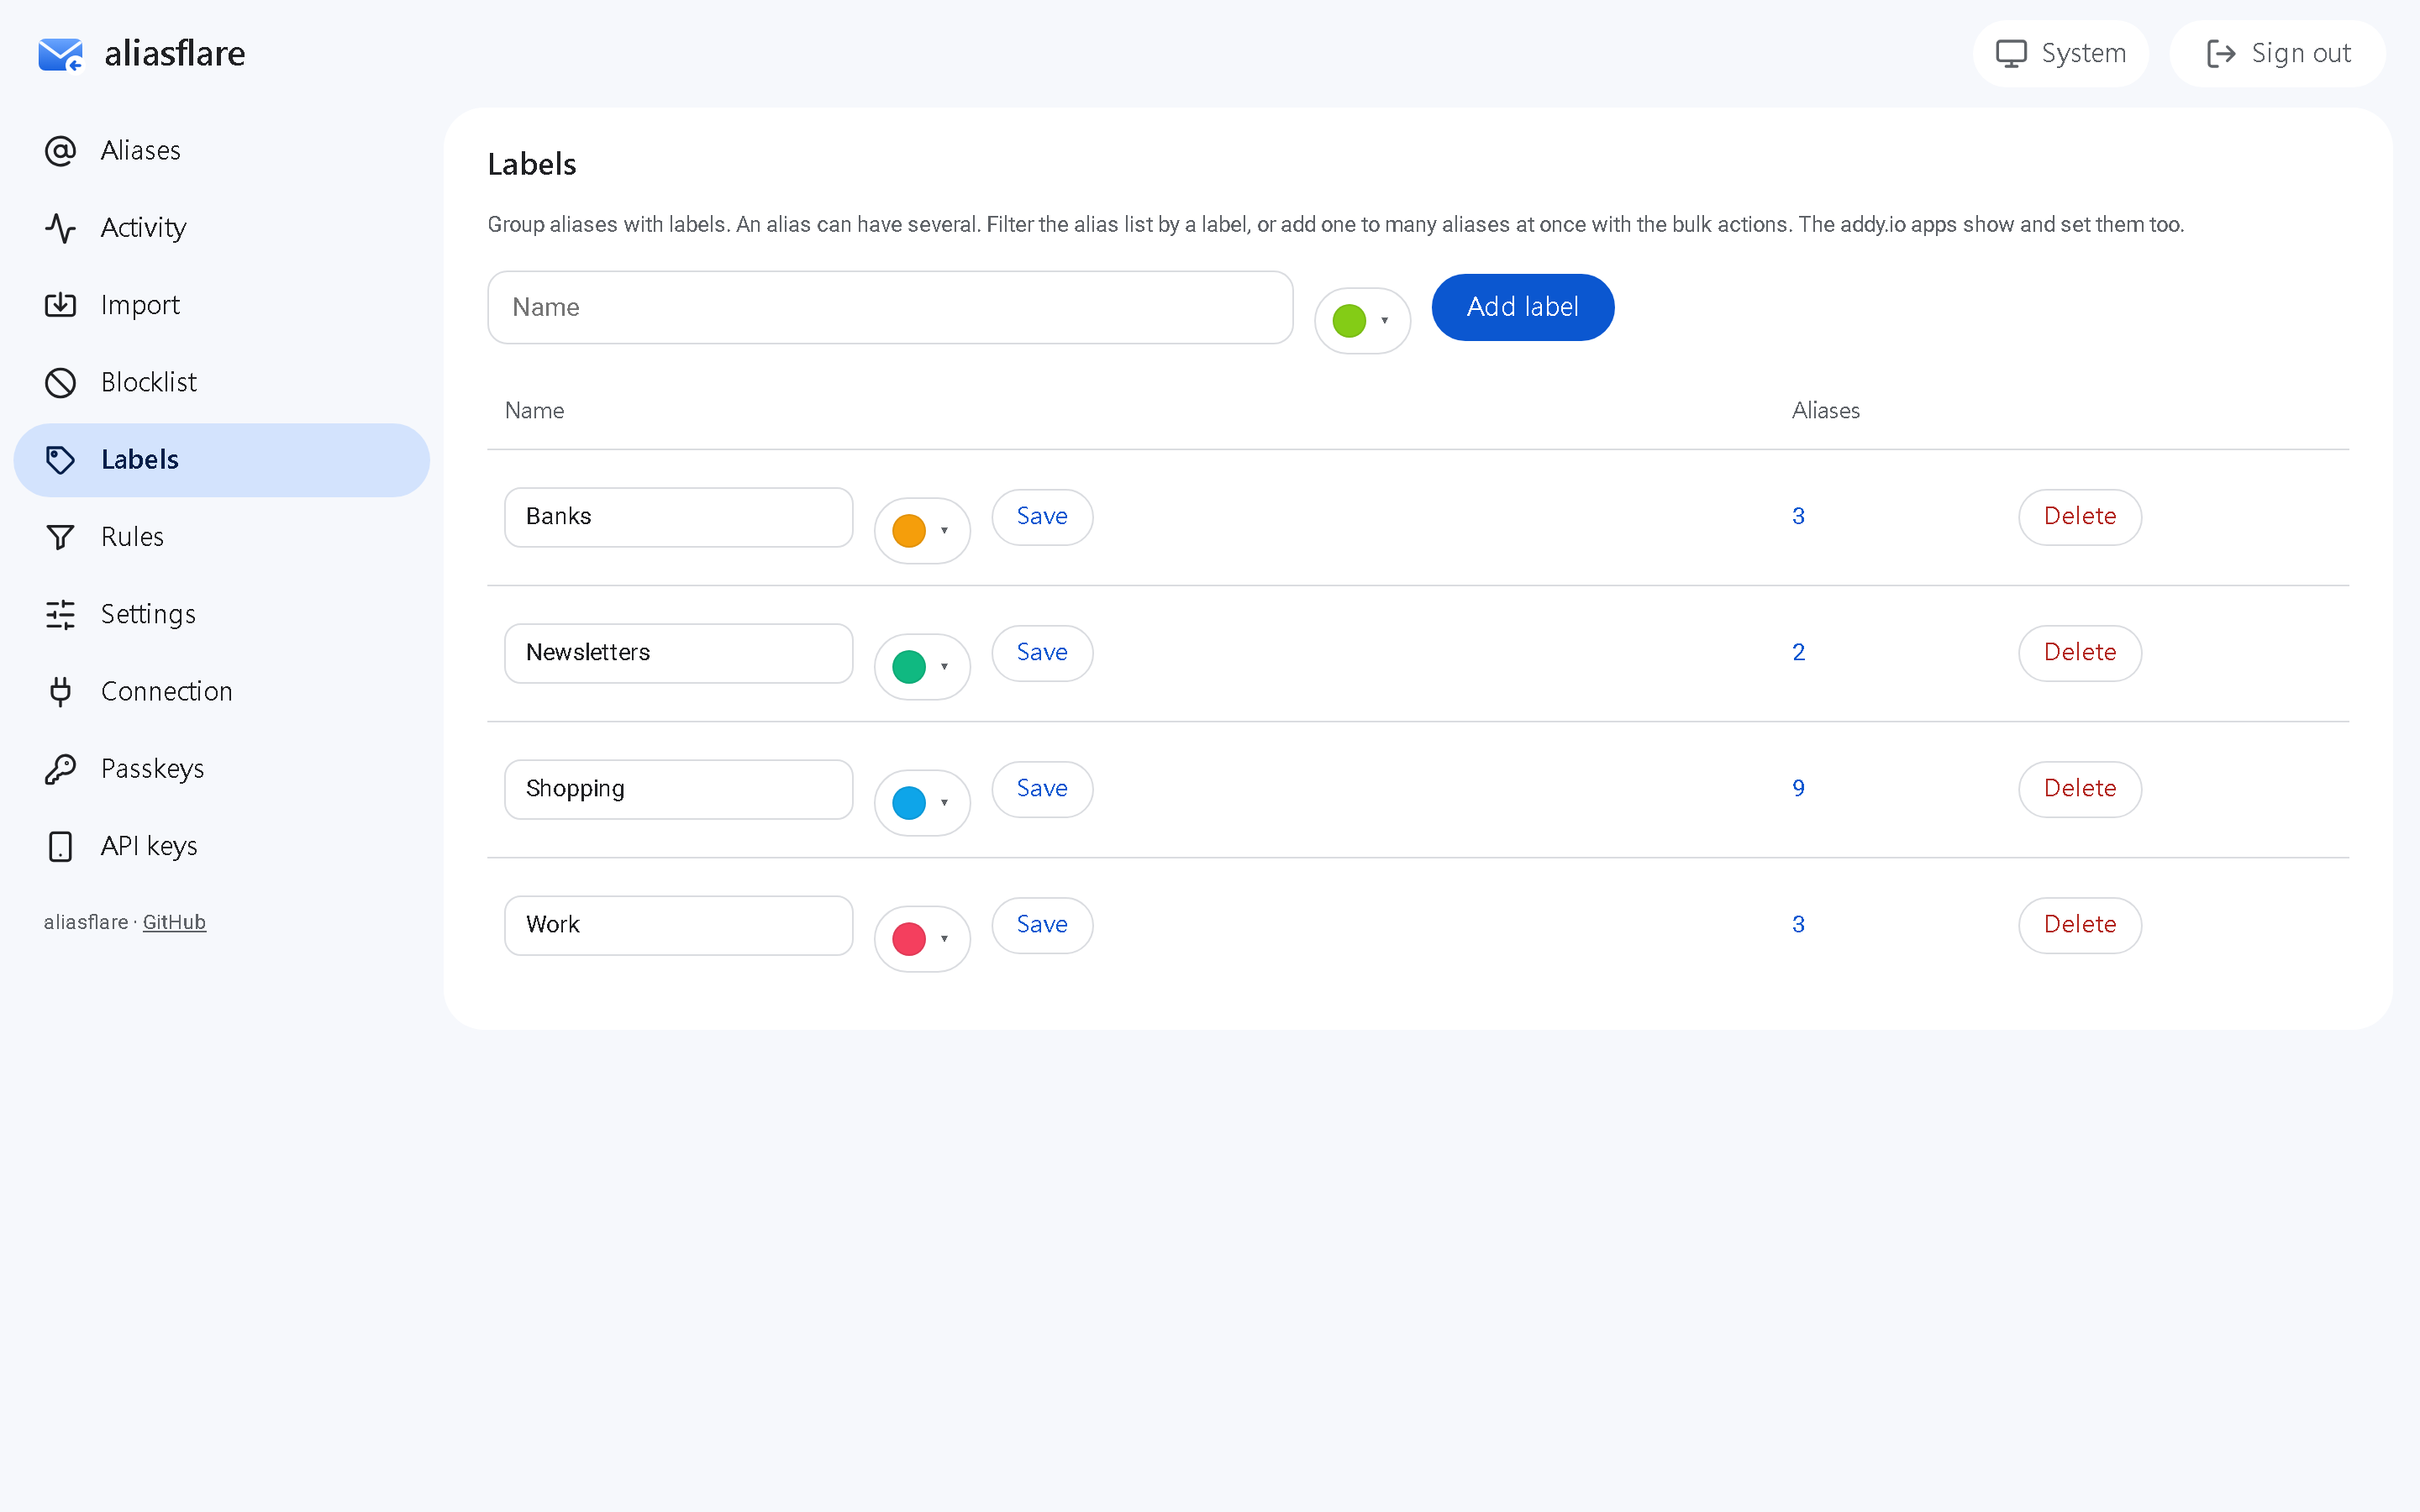 aliasflare
System
Sign out
Aliases
Activity
Import
Blocklist
Labels
Rules
Settings
Connection
Passkeys
API keys
aliasflare · GitHub
Labels
Group aliases with labels. An alias can have several. Filter the alias list by a label, or add one to many aliases at once with the bulk actions. The addy.io apps show and set them too.
Name
Add label
Name Aliases
Banks Save 3 Delete
Newsletters Save 2 Delete
Shopping Save 9 Delete
Work Save 3 Delete